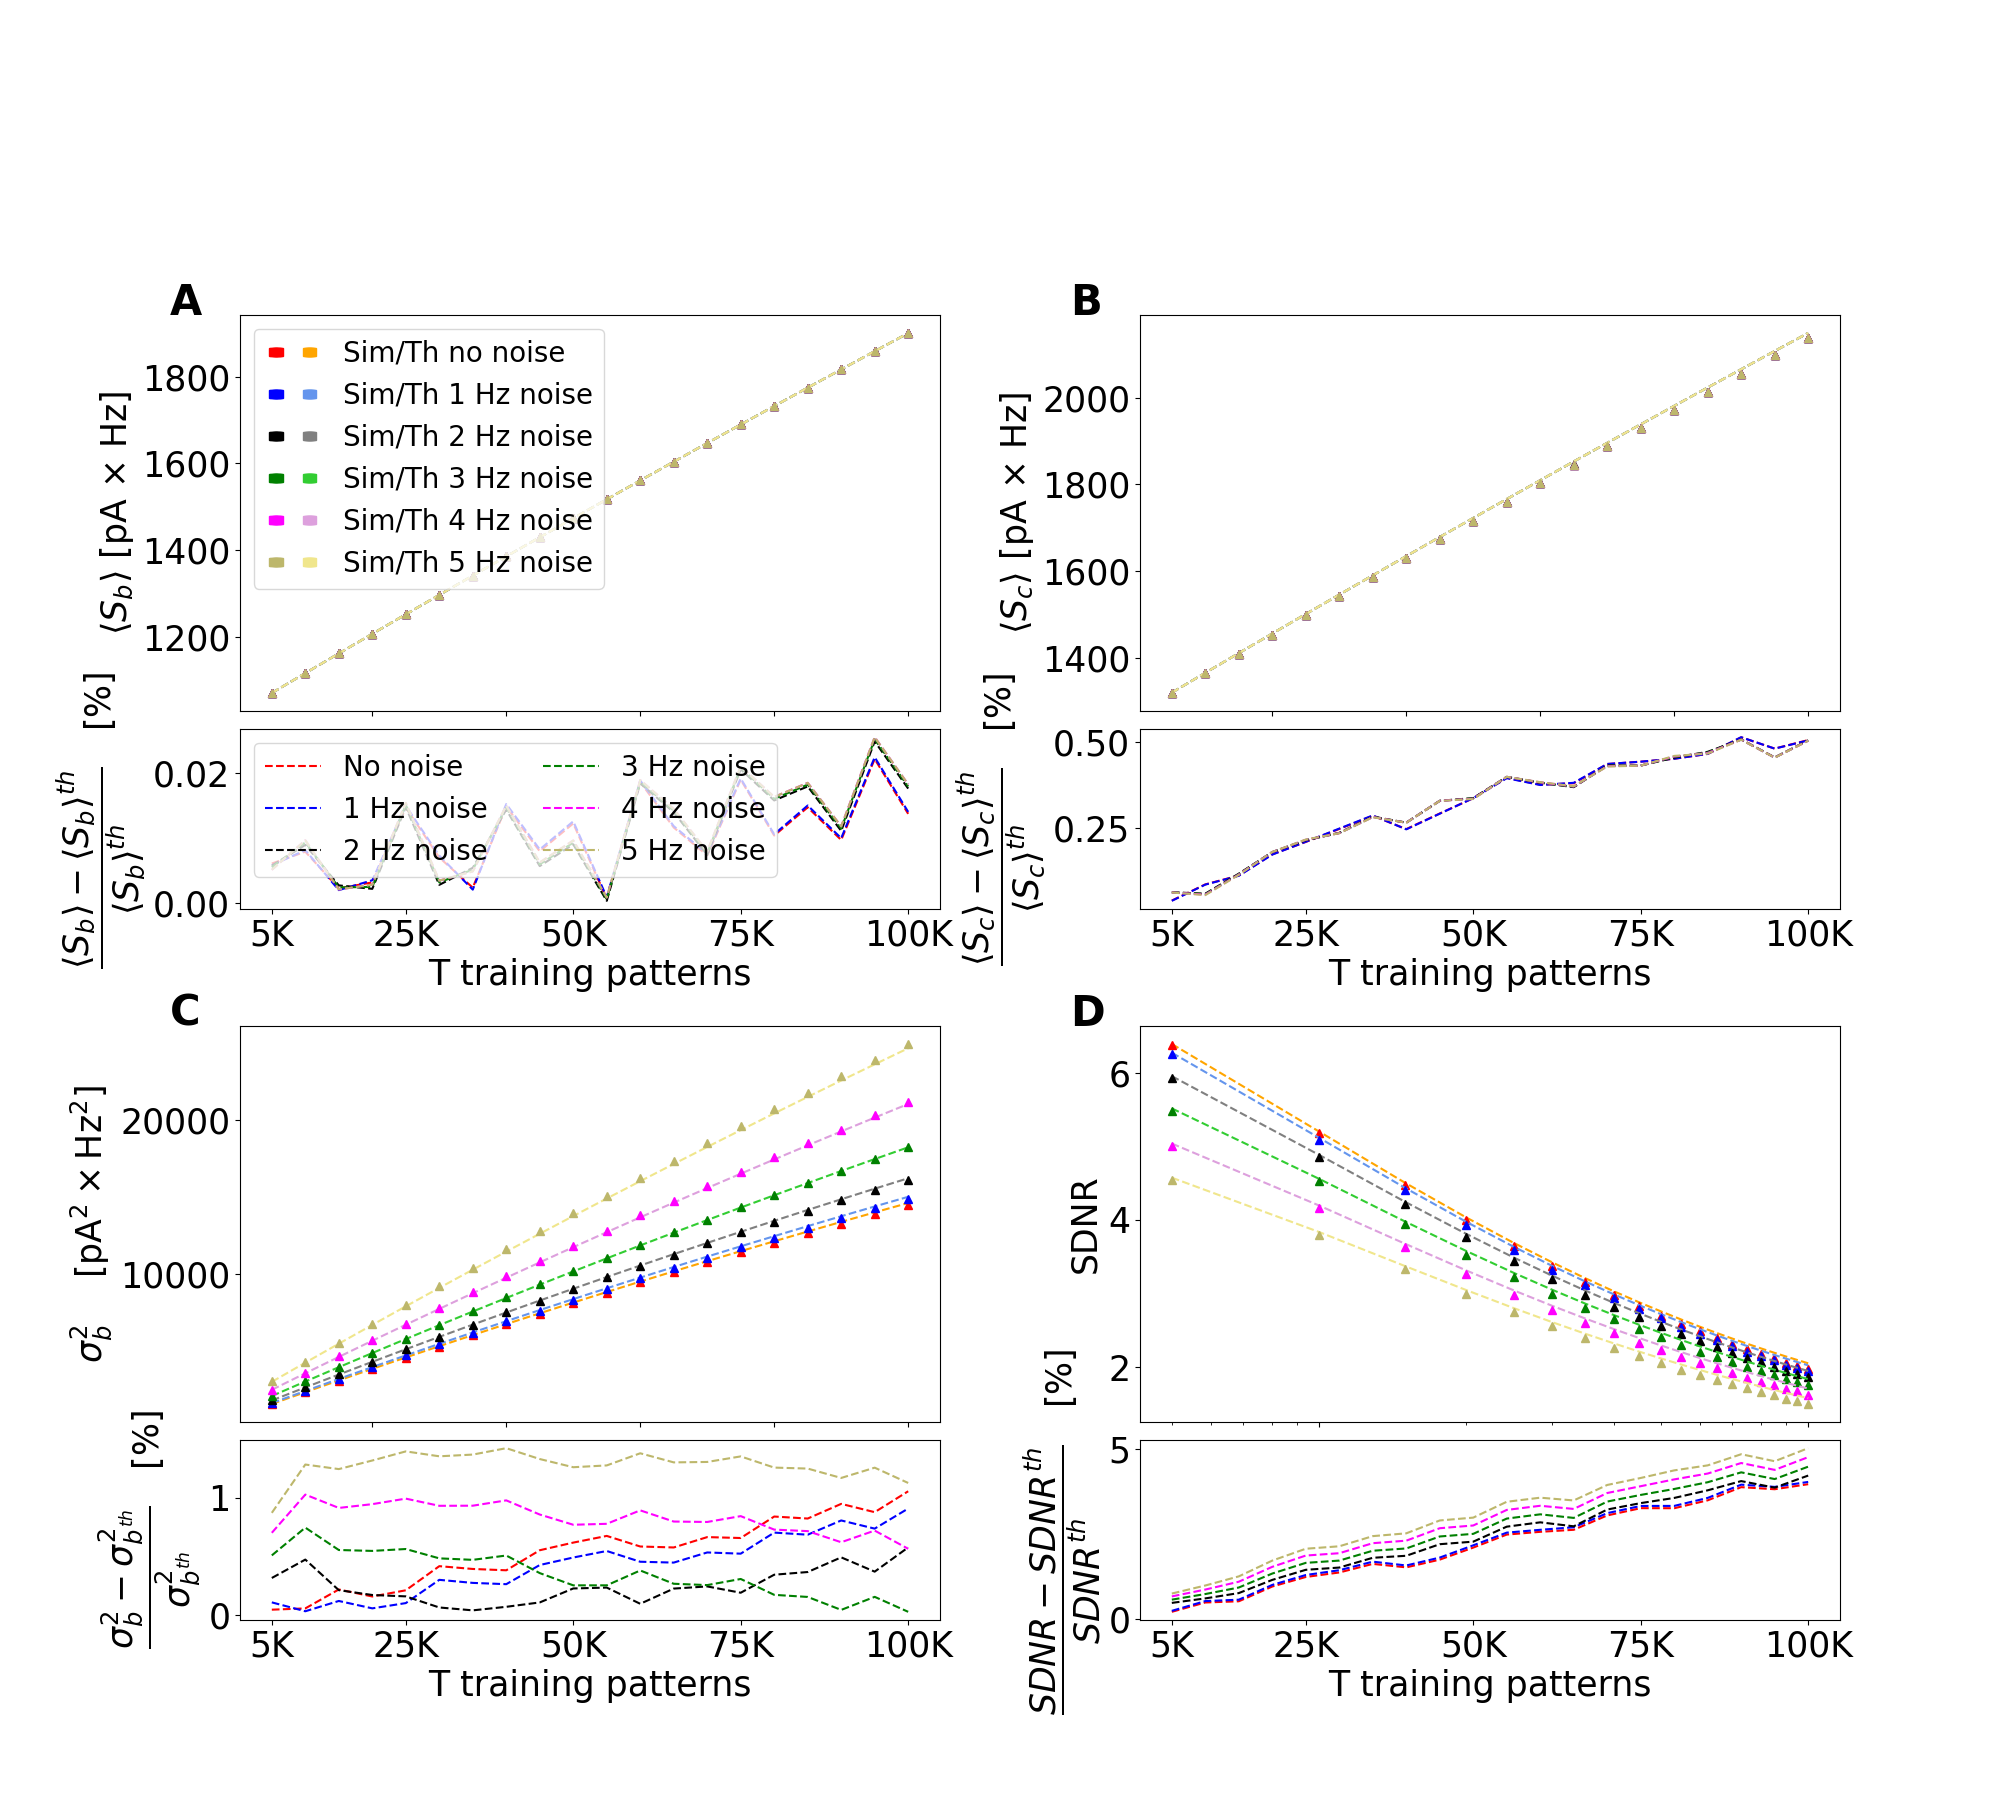 A
⟨S_b⟩ [pA × Hz]
1800
1600
1400
1200
Sim/Th no noise
Sim/Th 1 Hz noise
Sim/Th 2 Hz noise
Sim/Th 3 Hz noise
Sim/Th 4 Hz noise
Sim/Th 5 Hz noise
(⟨S_b⟩ − ⟨S_b⟩^th) / ⟨S_b⟩^th [%]
0.02
0.00
No noise
1 Hz noise
2 Hz noise
3 Hz noise
4 Hz noise
5 Hz noise
5K 25K 50K 75K 100K
T training patterns
B
⟨S_c⟩ [pA × Hz]
2000
1800
1600
1400
(⟨S_c⟩ − ⟨S_c⟩^th) / ⟨S_c⟩^th [%]
0.50
0.25
5K 25K 50K 75K 100K
T training patterns
C
σ_b^2 [pA^2 × Hz^2]
20000
10000
(σ_b^2 − σ_b^2^th) / σ_b^2^th [%]
1
0
5K 25K 50K 75K 100K
T training patterns
D
SDNR
6
4
2
(SDNR − SDNR^th) / SDNR^th [%]
5
0
5K 25K 50K 75K 100K
T training patterns